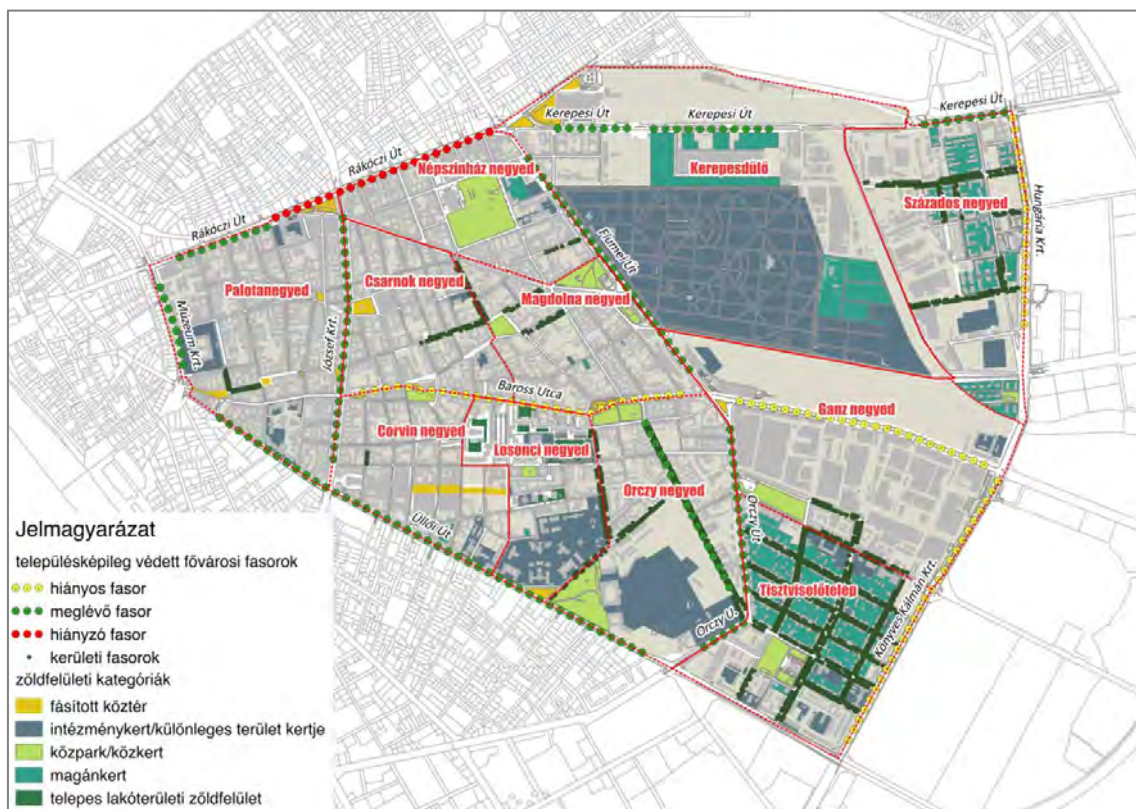 Kerepesi Út
Kerepesi Út
Kerepesi Út
Rákóczi Út
Népszínház negyed
Kerepesdűlő
Százados negyed
Rákóczi Út
Fiumei Út
Hungária Krt.
Palotanegyed
Csarnok negyed
Magdolna negyed
Múzeum Krt.
József Krt.
Baross Utca
Ganz negyed
Corvin negyed
Losonci negyed
Orczy negyed
Üllői Út
Orczy Út
Tisztviselőtelep
Könyves Kálmán Krt.
Orczy U.
Jelmagyarázat
településképileg védett fővárosi fasorok
hiányos fasor
meglévő fasor
hiányzó fasor
kerületi fasorok
zöldfelületi kategóriák
fásított köztér
intézménykert/különleges terület kertje
közpark/közkert
magánkert
telepes lakóterületi zöldfelület